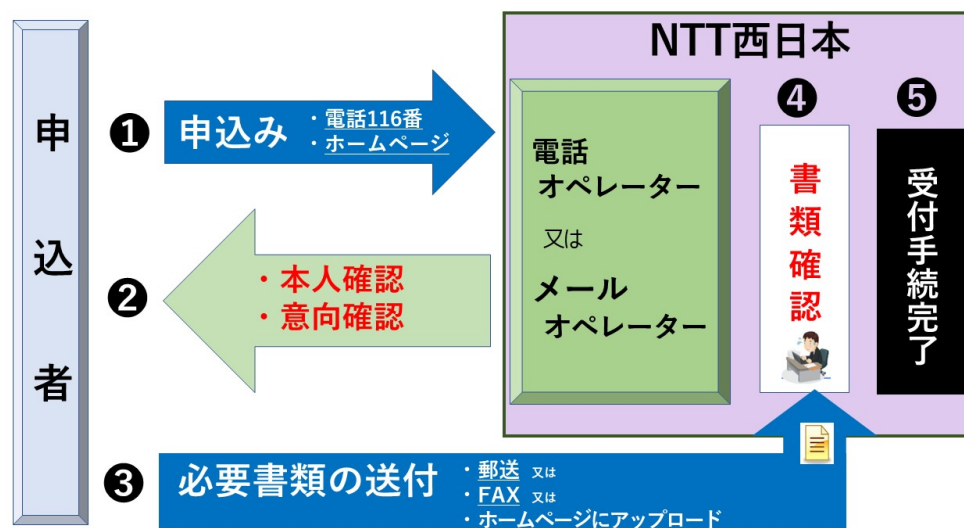 NTT西日本
申込者
❶ 申込み
・電話116番
・ホームページ
電話
オペレーター
又は
メール
オペレーター
❹
書類確認
❺
受付手続完了
❷
・本人確認
・意向確認
❸ 必要書類の送付
・郵送 又は
・FAX 又は
・ホームページにアップロード